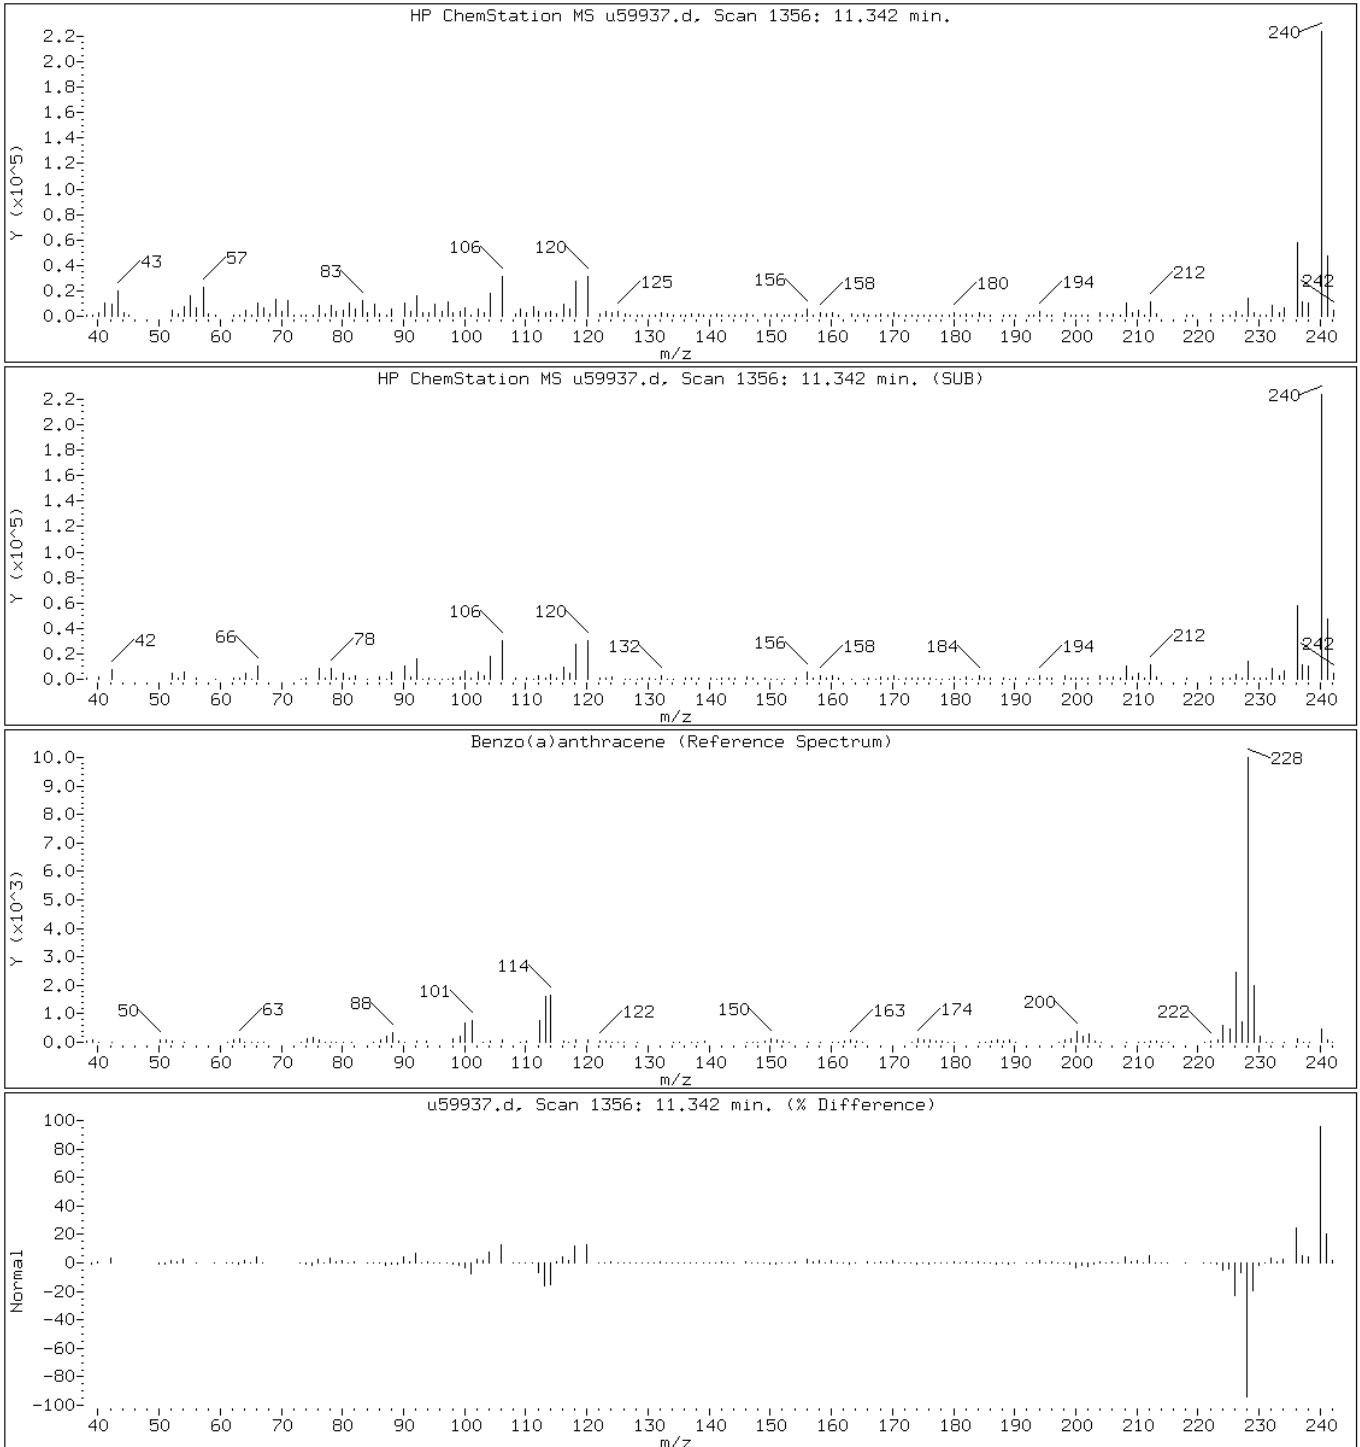 HP ChemStation MS u59937.d, Scan 1356: 11.342 min.
Y (x10^5)
2.2
2.0
1.8
1.6
1.4
1.2
1.0
0.8
0.6
0.4
0.2
0.0
43 57 83 106 120 125 156 158 180 194 212 240 242
40 50 60 70 80 90 100 110 120 130 140 150 160 170 180 190 200 210 220 230 240
m/z
HP ChemStation MS u59937.d, Scan 1356: 11.342 min. (SUB)
Y (x10^5)
2.2
2.0
1.8
1.6
1.4
1.2
1.0
0.8
0.6
0.4
0.2
0.0
42 66 78 106 120 132 156 158 184 194 212 240 242
40 50 60 70 80 90 100 110 120 130 140 150 160 170 180 190 200 210 220 230 240
m/z
Benzo(a)anthracene (Reference Spectrum)
Y (x10^3)
10.0
9.0
8.0
7.0
6.0
5.0
4.0
3.0
2.0
1.0
0.0
50 63 88 101 114 122 150 163 174 200 222 228
40 50 60 70 80 90 100 110 120 130 140 150 160 170 180 190 200 210 220 230 240
m/z
u59937.d, Scan 1356: 11.342 min. (% Difference)
Normal
100
80
60
40
20
0
-20
-40
-60
-80
-100
40 50 60 70 80 90 100 110 120 130 140 150 160 170 180 190 200 210 220 230 240
m/z